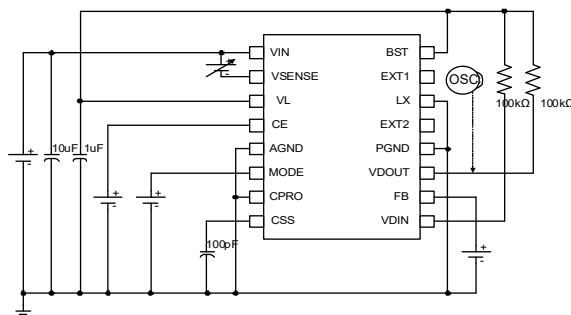 VIN
BST
VSENSE
EXT1
OSC
VL
LX
100kΩ
100kΩ
CE
EXT2
10uF
1uF
AGND
PGND
MODE
VDOUT
CPRO
FB
CSS
VDIN
100pF